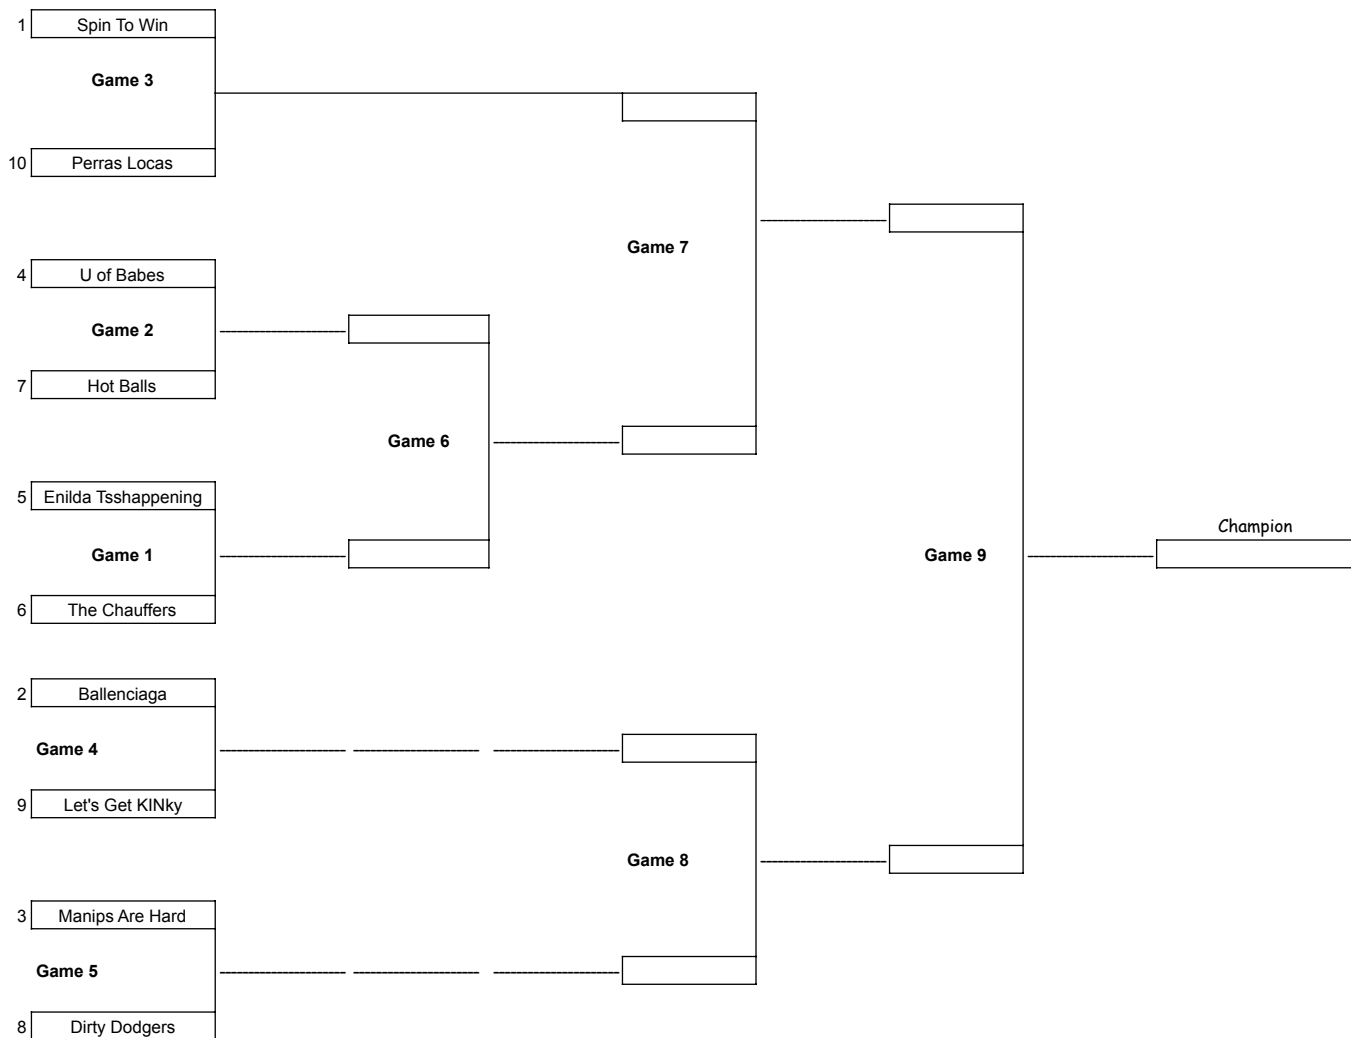 1 Spin To Win
Game 3
10 Perras Locas
4 U of Babes
Game 7
Game 2
7 Hot Balls
Game 6
5 Enilda Tsshappening
Champion
Game 1
Game 9
6 The Chauffers
2 Ballenciaga
Game 4
9 Let's Get KINky
Game 8
3 Manips Are Hard
Game 5
8 Dirty Dodgers